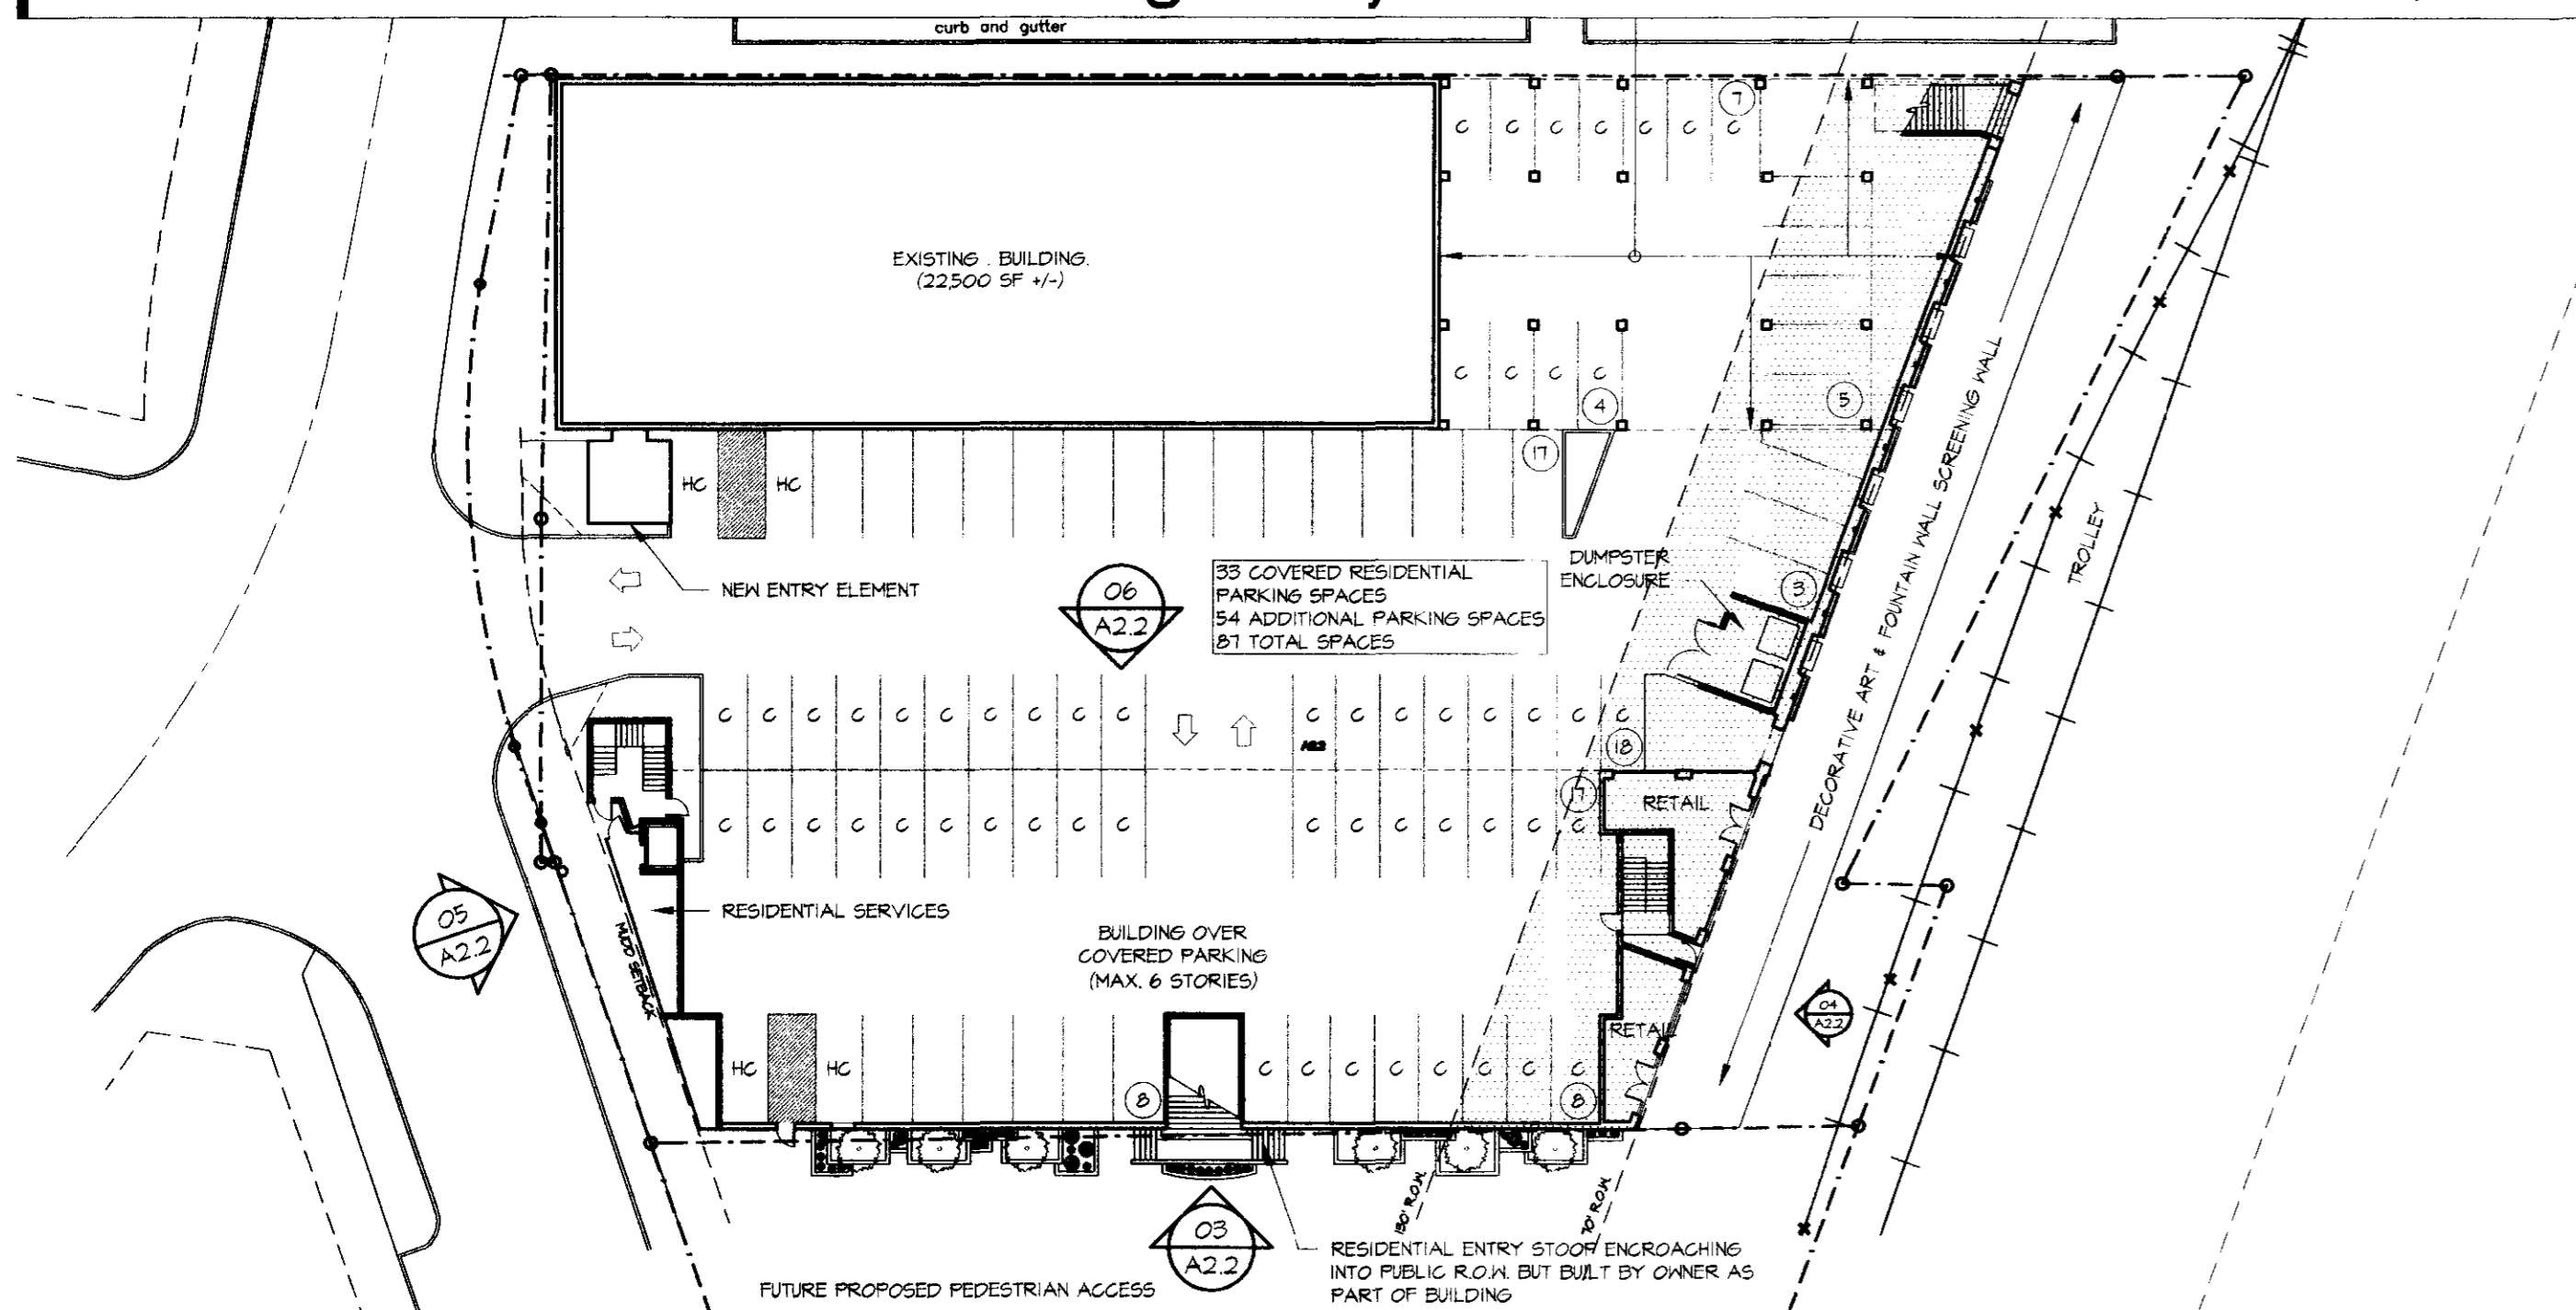 curb and gutter
7
C C C C C C C
EXISTING . BUILDING.
(22,500 SF +/-)
C C C C
4
5
17
HC HC
DECORATIVE ART & FOUNTAIN WALL SCREENING WALL
TROLLEY
NEW ENTRY ELEMENT
06
A2.2
33 COVERED RESIDENTIAL
PARKING SPACES
54 ADDITIONAL PARKING SPACES
87 TOTAL SPACES
DUMPSTER
ENCLOSURE
3
C C C C C C C C C C
C C C C C C C C
A2.2
18
17
RETAIL
C C C C C C C C C C
C C C C C C C
05
A2.2
RESIDENTIAL SERVICES
MUDD SETBACK
BUILDING OVER
COVERED PARKING
(MAX. 6 STORIES)
04
A2.2
RETAIL
HC HC
8
C C C C C C C C
8
130' R.O.W.
70' R.O.W.
03
A2.2
RESIDENTIAL ENTRY STOOP ENCROACHING
INTO PUBLIC R.O.W. BUT BUILT BY OWNER AS
PART OF BUILDING
FUTURE PROPOSED PEDESTRIAN ACCESS